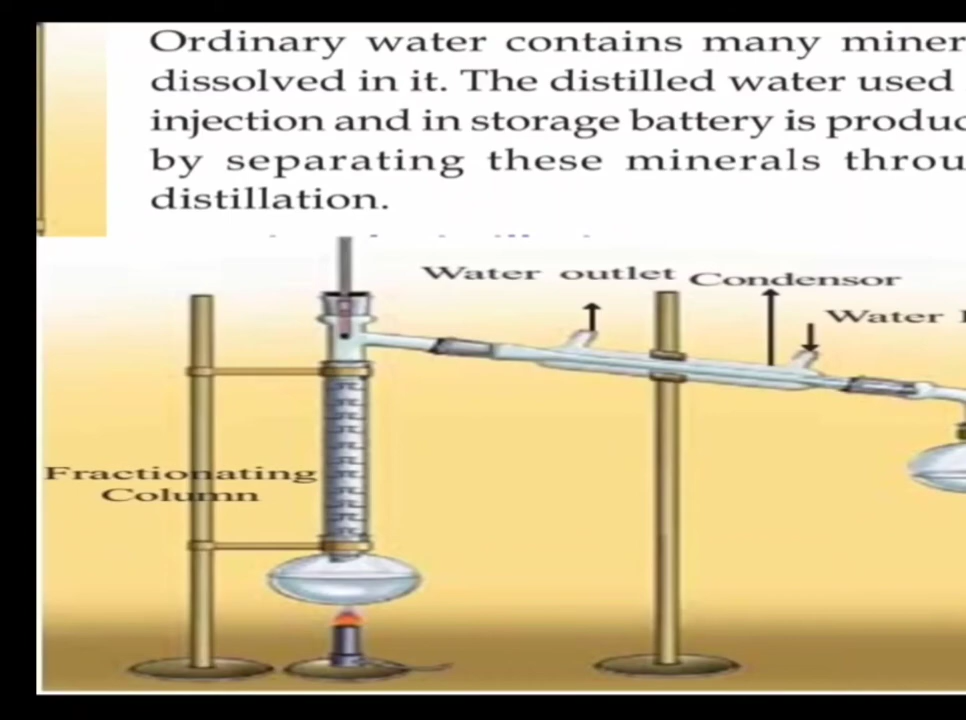 Ordinary water contains many miner
dissolved in it. The distilled water used
injection and in storage battery is produc
by separating these minerals throu
distillation.
Water outlet
Condensor
Water
Fractionating
Column